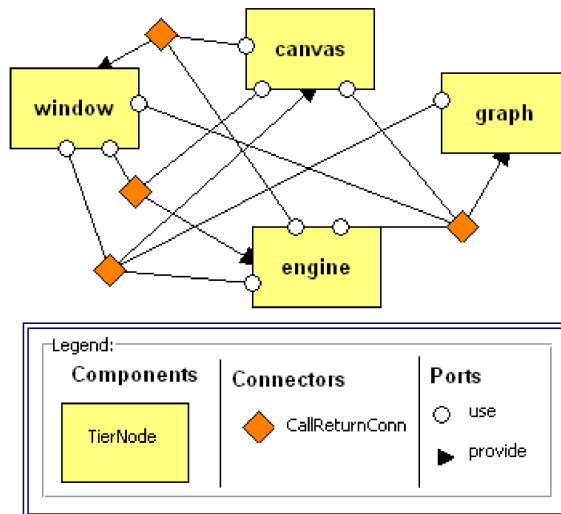 canvas
window
graph
engine
Legend:
Components
Connectors
Ports
TierNode
CallReturnConn
use
provide